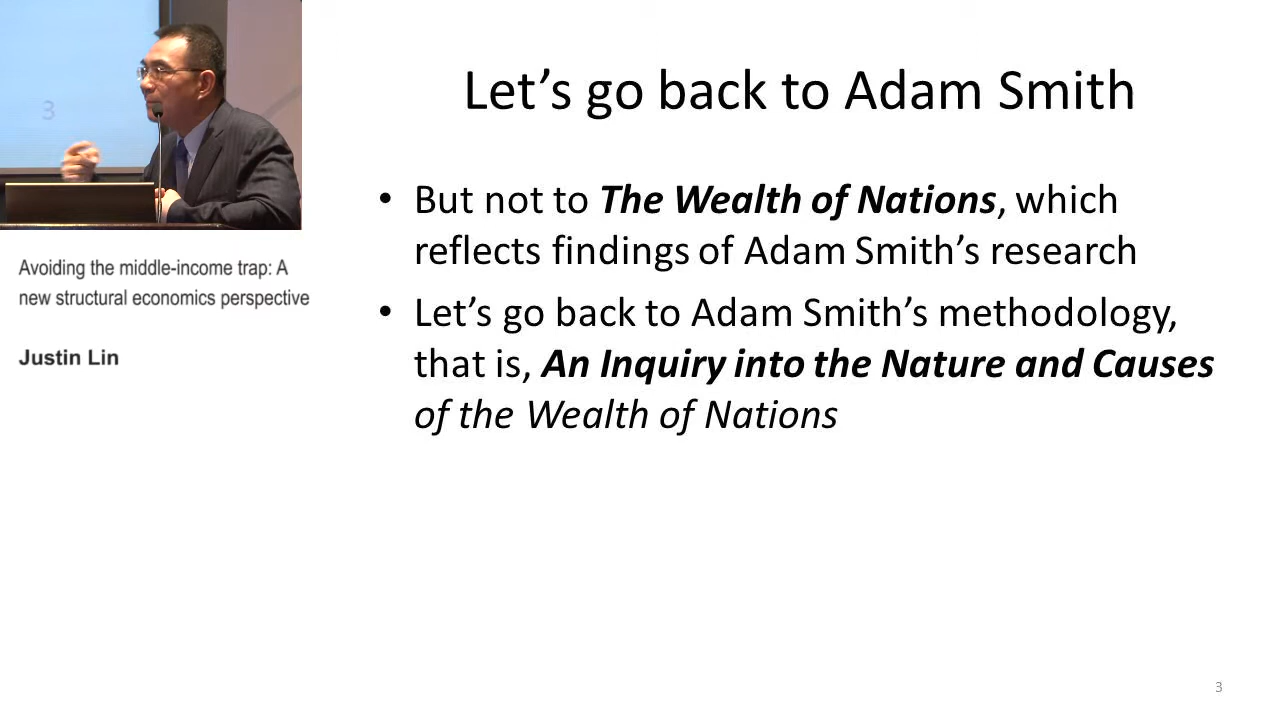 3
Avoiding the middle-income trap: A
new structural economics perspective
Justin Lin
Let’s go back to Adam Smith
• But not to The Wealth of Nations, which
reflects findings of Adam Smith’s research
• Let’s go back to Adam Smith’s methodology,
that is, An Inquiry into the Nature and Causes
of the Wealth of Nations
3